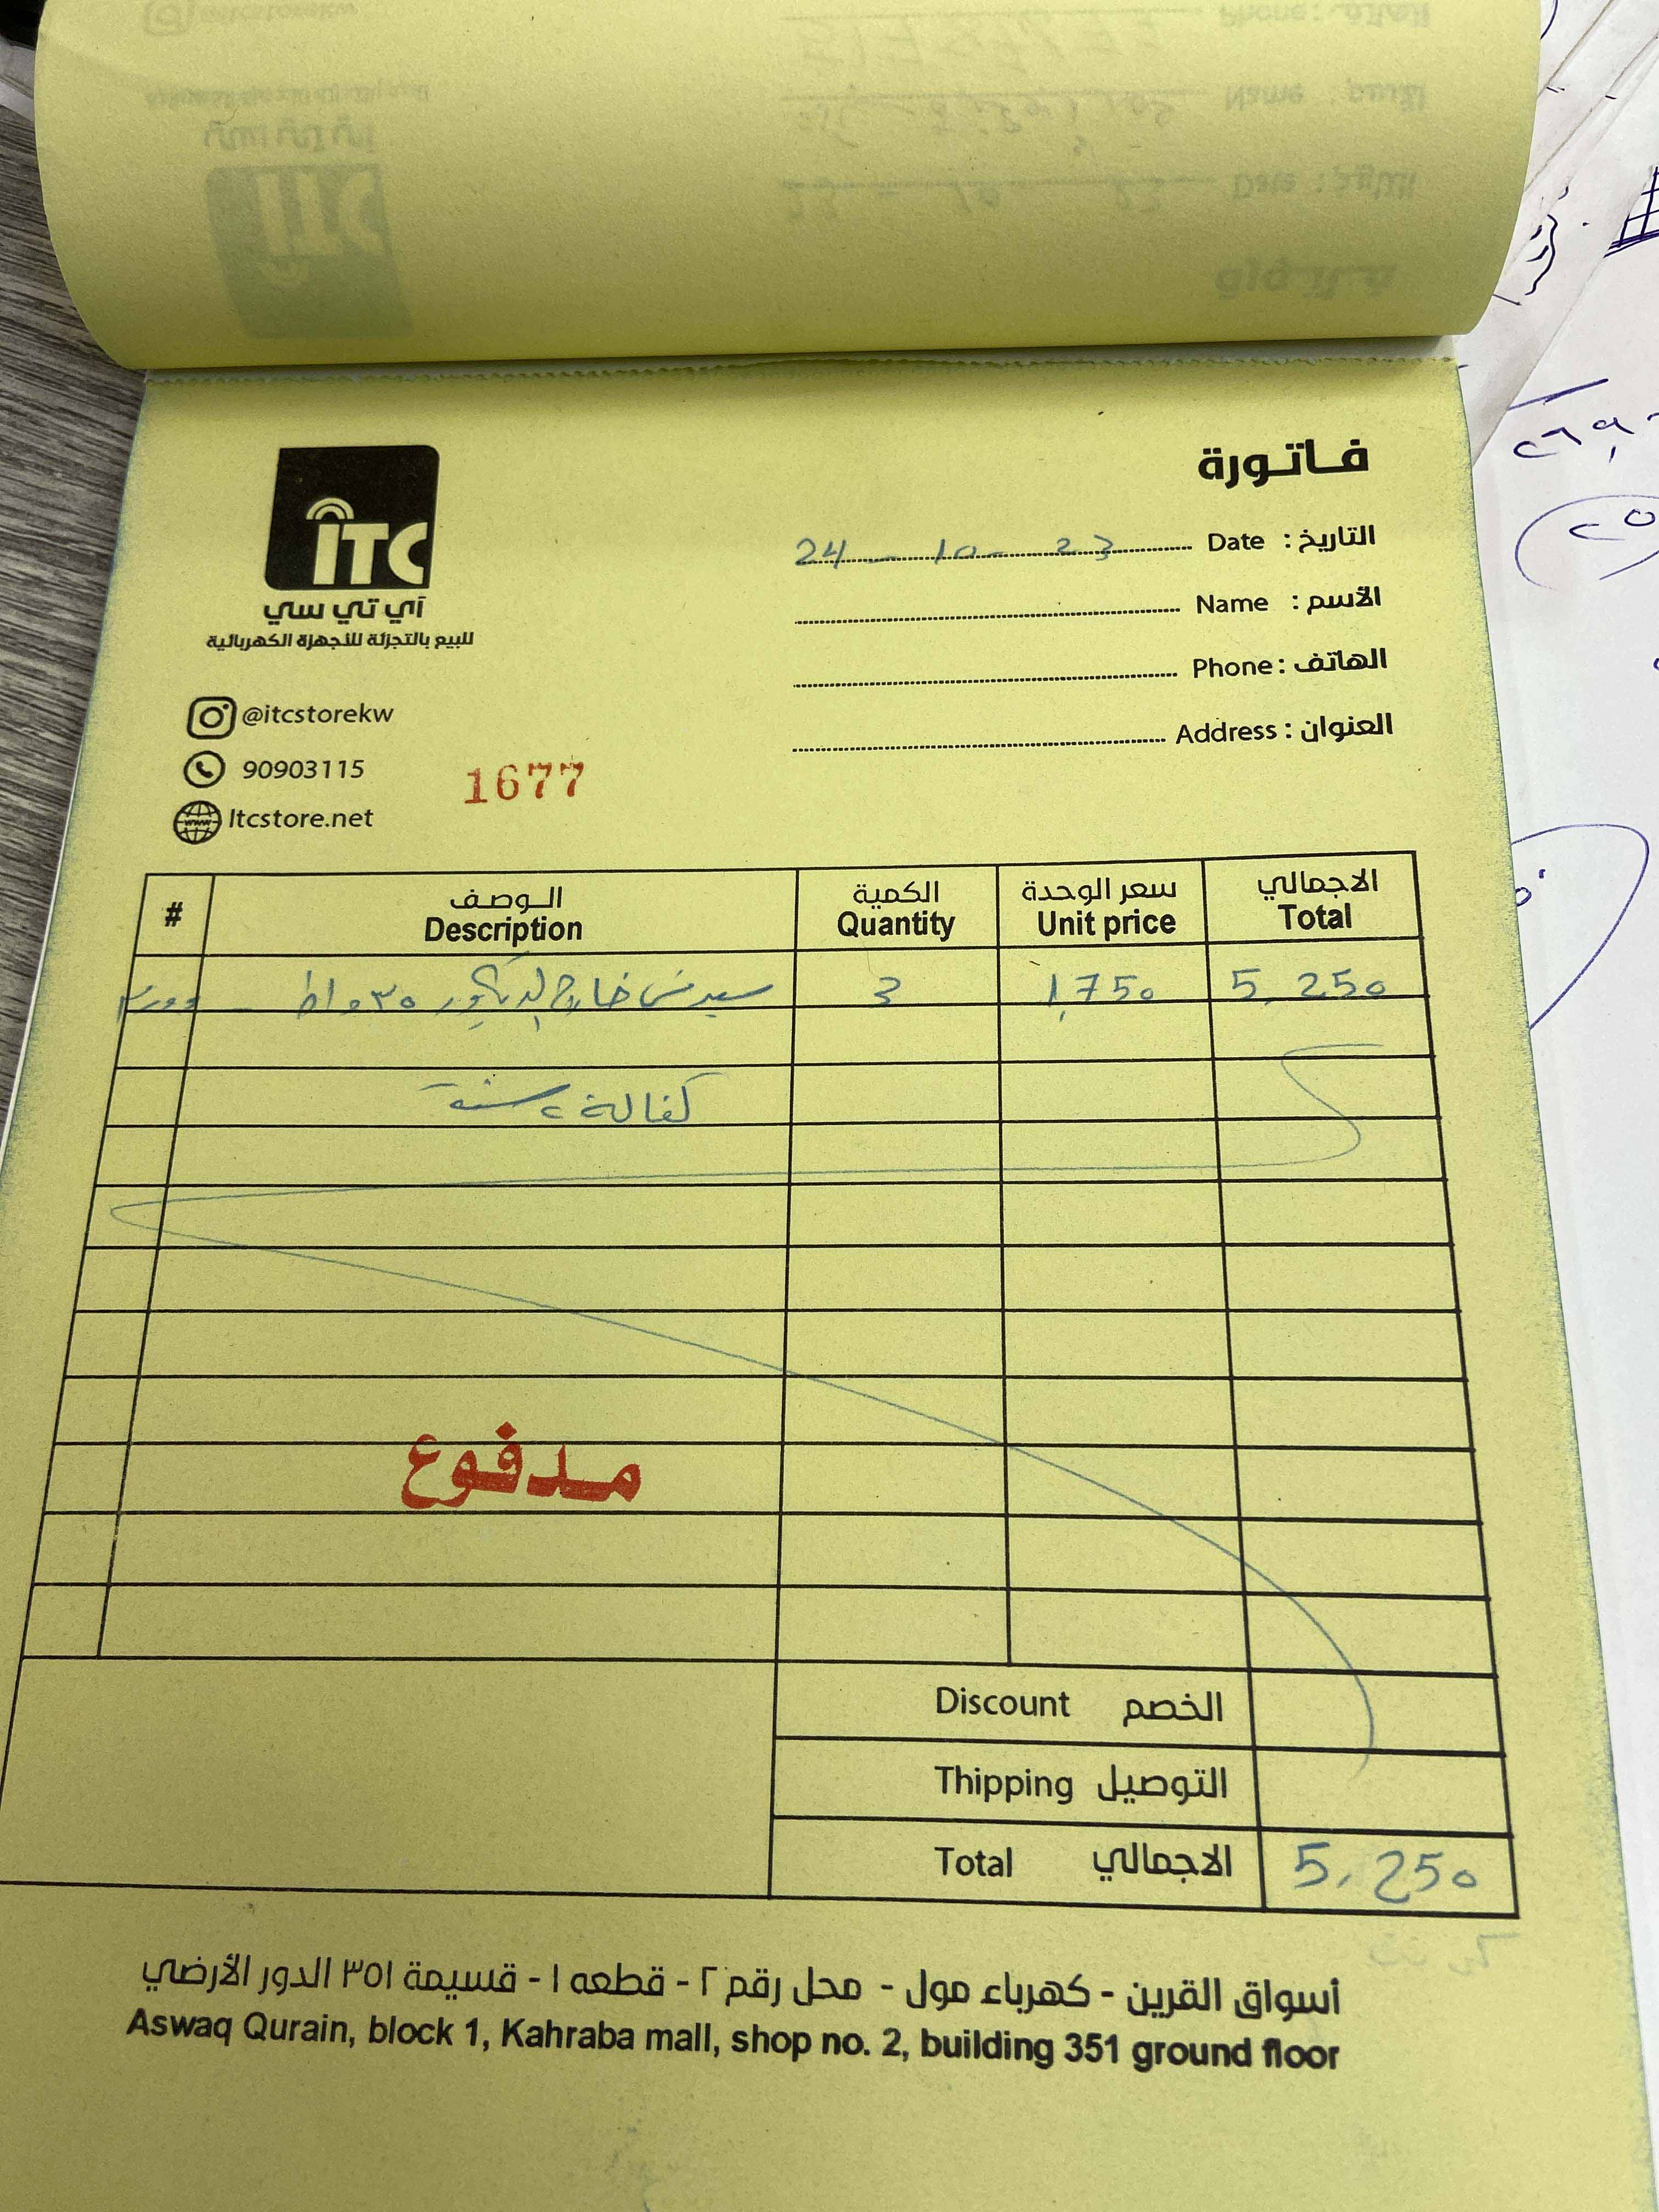 فاتورة
التاريخ : Date 24 - 10 - 23
الأسم : Name
الهاتف : Phone
العنوان : Address
ITC
آي تي سي
للبيع بالتجزئة للأجهزة الكهربائية
@itcstorekw
90903115
Itcstore.net
1677
# الوصف الكمية سعر الوحدة الاجمالي
Description Quantity Unit price Total
خارج 30 واط 3 1,750 5,250
كفالة ٢ سنة
مدفوع
Discount الخصم
Thipping التوصيل
Total الاجمالي 5,250
أسواق القرين - كهرباء مول - محل رقم ٢ - قطعه ١ - قسيمة ٣٥١ الدور الأرضي
Aswaq Qurain, block 1, Kahraba mall, shop no. 2, building 351 ground floor